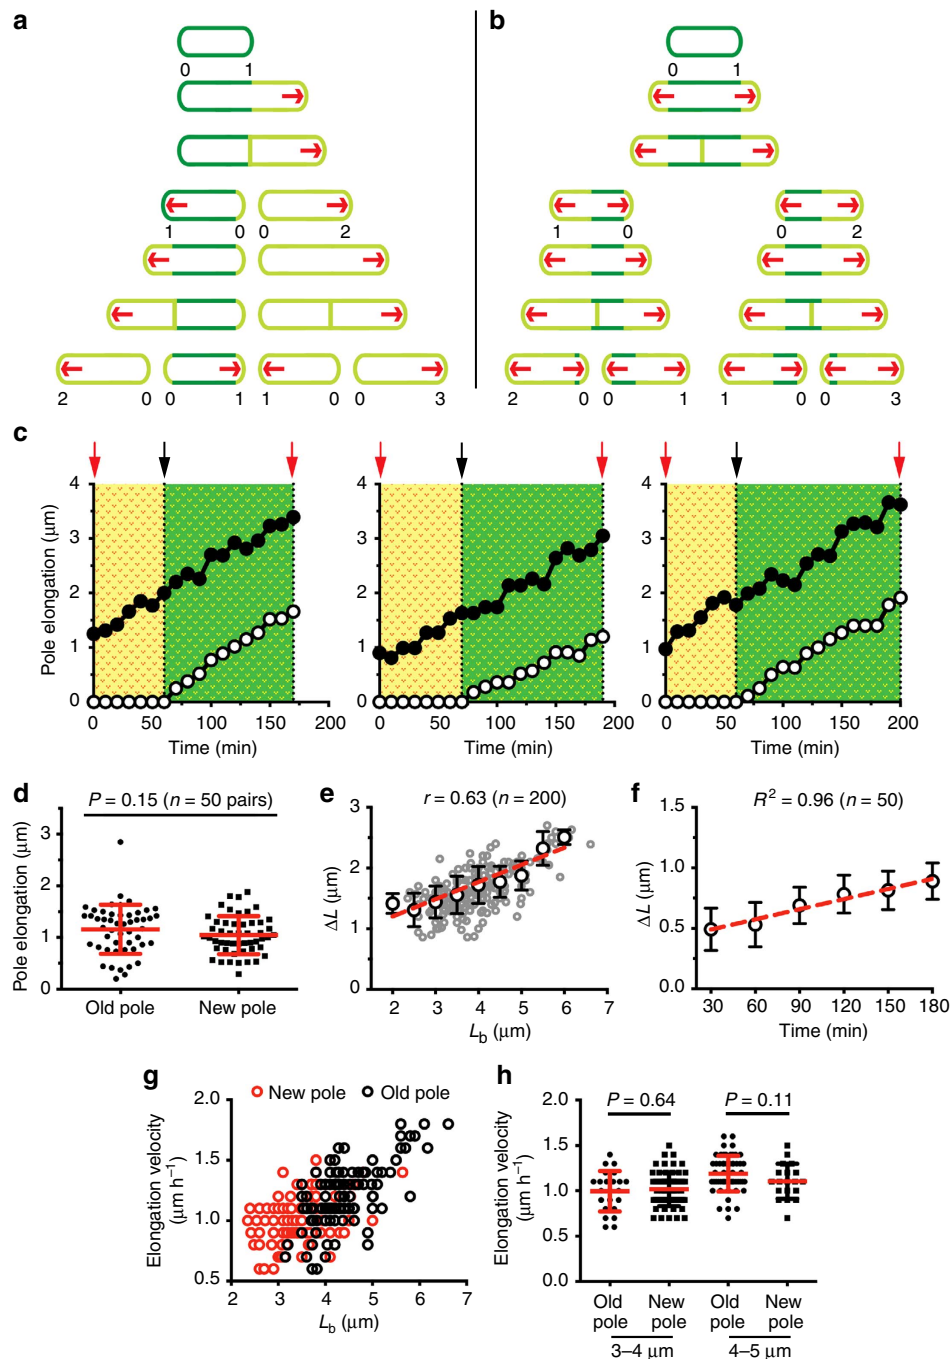 a
b
0 1
0 1
1 0 0 2
1 0 0 2
2 0 0 1 1 0 0 3
2 0 0 1 1 0 0 3
c
Pole elongation (μm)
4
3
2
1
0
0 50 100 150 200
Time (min)
4
3
2
1
0
0 50 100 150 200
Time (min)
4
3
2
1
0
0 50 100 150 200
Time (min)
d
P = 0.15 (n = 50 pairs)
Pole elongation (μm)
3
2
1
0
Old pole New pole
e
r = 0.63 (n = 200)
ΔL (μm)
3
2
1
0
2 3 4 5 6 7
Lb (μm)
f
R² = 0.96 (n = 50)
ΔL (μm)
1.5
1.0
0.5
0.0
30 60 90 120 150 180
Time (min)
g
New pole Old pole
Elongation velocity
(μm h⁻¹)
2.0
1.5
1.0
0.5
2 3 4 5 6 7
Lb (μm)
h
P = 0.64 P = 0.11
Elongation velocity
(μm h⁻¹)
2.0
1.5
1.0
0.5
0.0
Old New Old New
pole pole pole pole
3–4 μm 4–5 μm